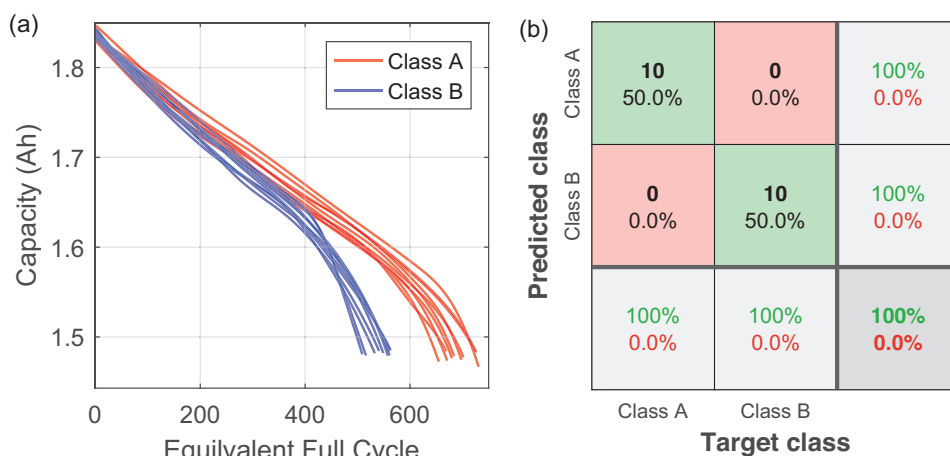 (a)
1.8
1.7
1.6
1.5
Capacity (Ah)
Class A
Class B
0 200 400 600
Equilvalent Full Cycle
(b)
Predicted class
Class A
Class B
10 0 100%
50.0% 0.0% 0.0%
0 10 100%
0.0% 50.0% 0.0%
100% 100% 100%
0.0% 0.0% 0.0%
Class A Class B
Target class